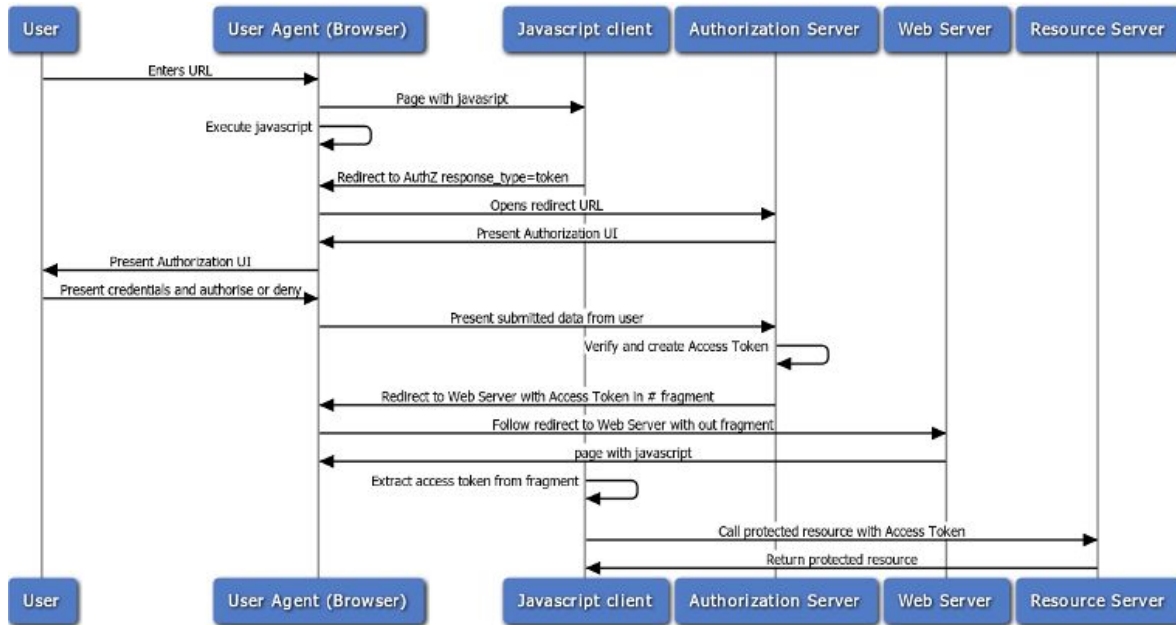 User
User Agent (Browser)
Javascript client
Authorization Server
Web Server
Resource Server
Enters URL
Page with javasript
Execute javascript
Redirect to AuthZ response_type=token
Opens redirect URL
Present Authorization UI
Present Authorization UI
Present credentials and authorise or deny
Present submitted data from user
Verify and create Access Token
Redirect to Web Server with Access Token in # fragment
Follow redirect to Web Server with out fragment
page with javascript
Extract access token from fragment
Call protected resource with Access Token
Return protected resource
User
User Agent (Browser)
Javascript client
Authorization Server
Web Server
Resource Server